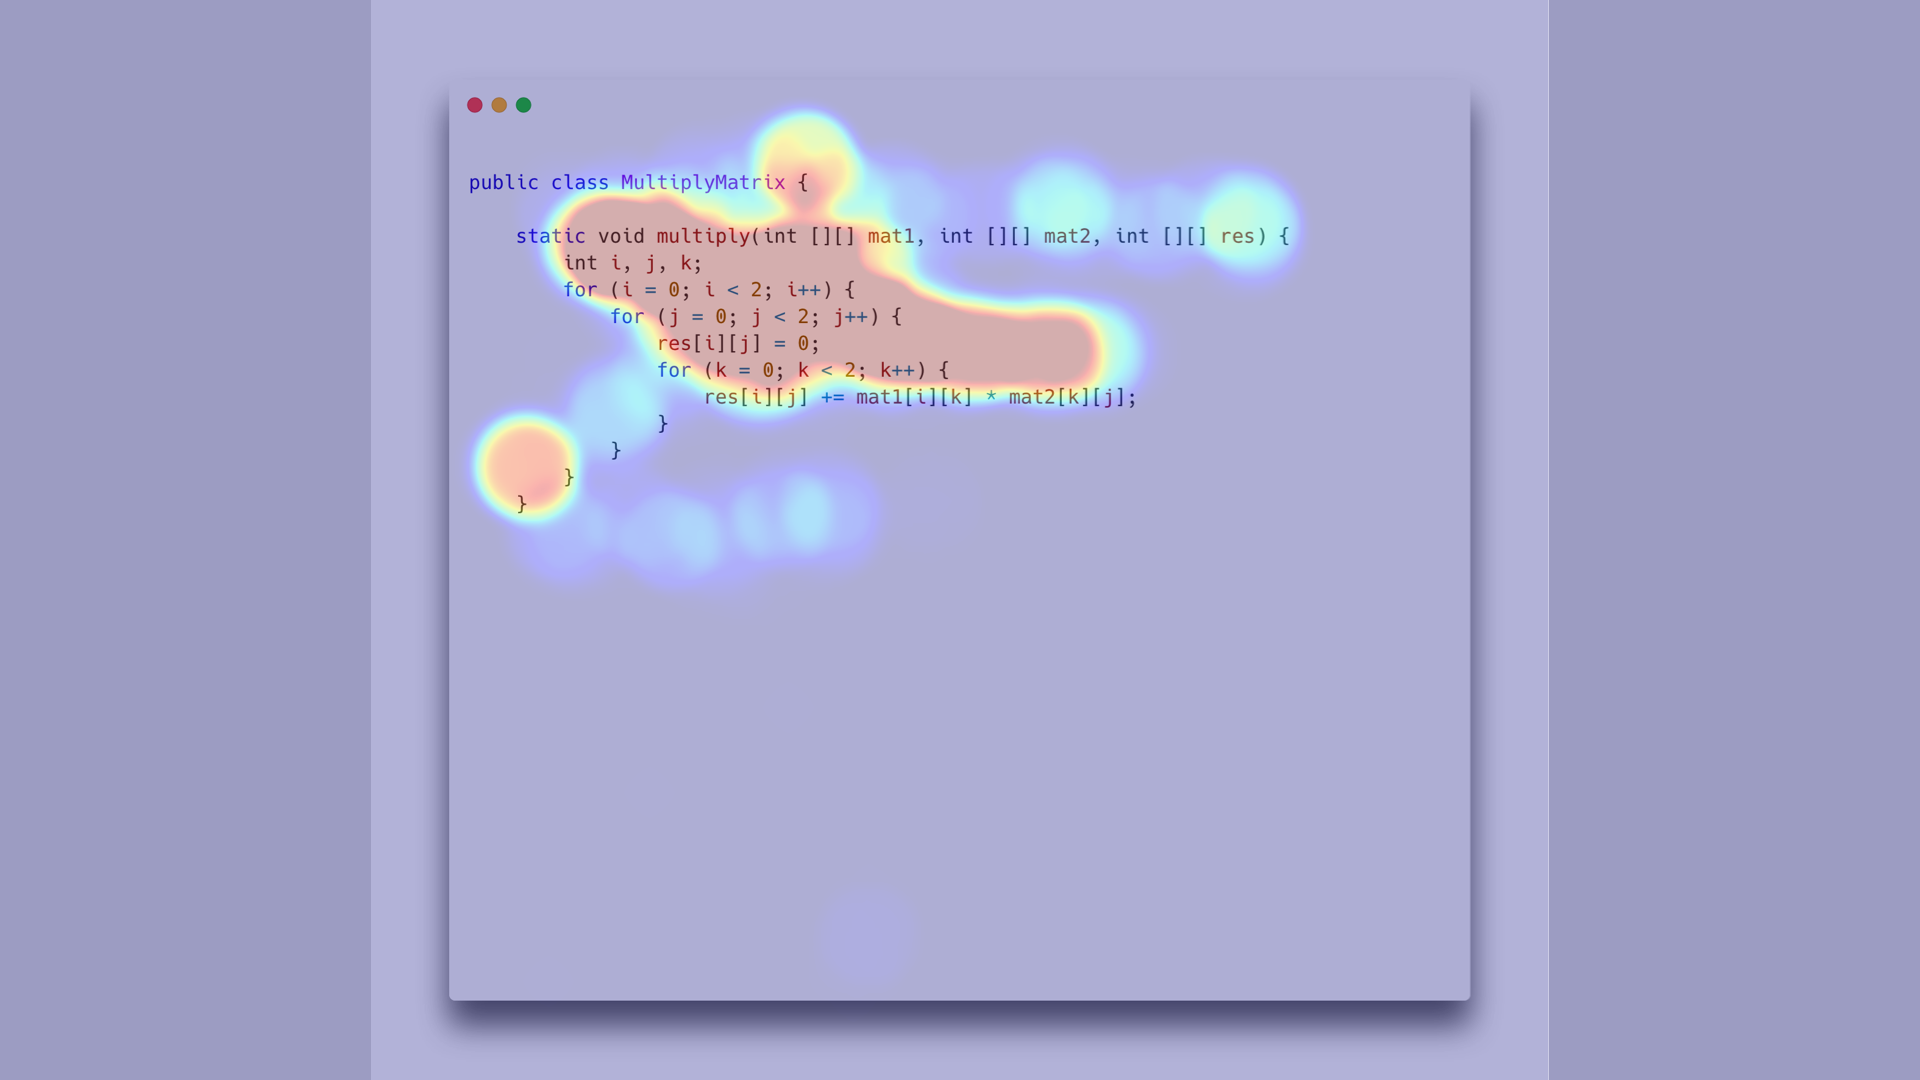 public class MultiplyMatrix {
static void multiply(int [][] mat1, int [][] mat2, int [][] res) {
int i, j, k;
for (i = 0; i < 2; i++) {
for (j = 0; j < 2; j++) {
res[i][j] = 0;
for (k = 0; k < 2; k++) {
res[i][j] += mat1[i][k] * mat2[k][j];
}
}
}
}